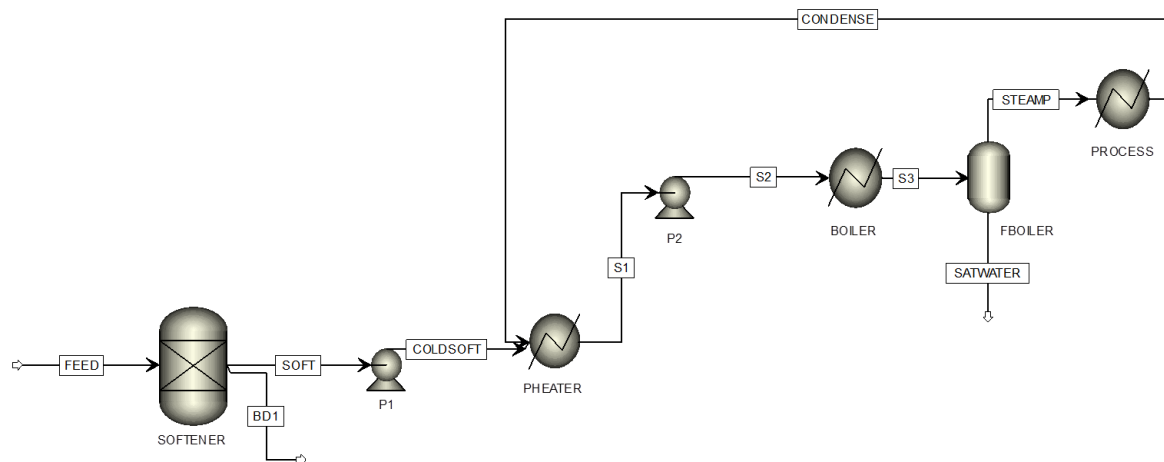 CONDENSE
STEAMP
PROCESS
S2
S3
P2
BOILER
FBOILER
S1
SATWATER
COLDSOFT
FEED
SOFT
PHEATER
P1
BD1
SOFTENER